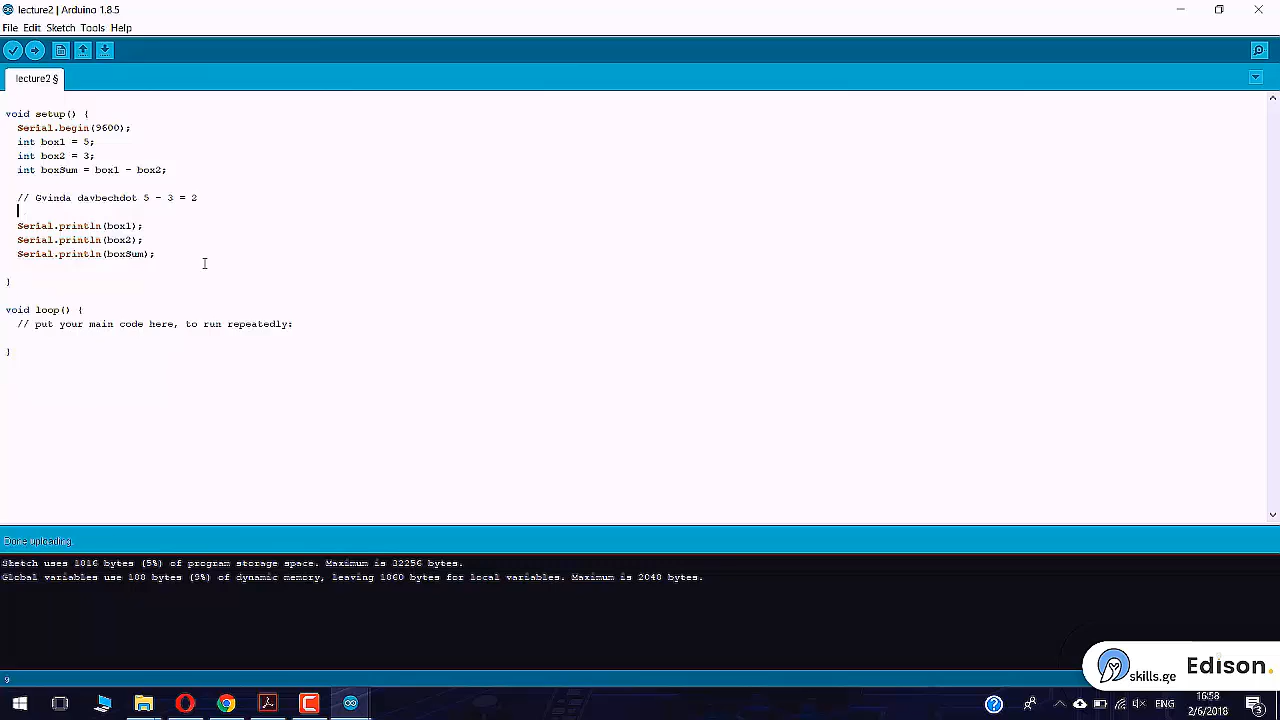 lecture2 | Arduino 1.8.5
File Edit Sketch Tools Help
lecture2 §
void setup() {
Serial.begin(9600);
int box1 = 5;
int box2 = 3;
int boxSum = box1 - box2;
// Gvinda davbechdot 5 - 3 = 2
Serial.println(box1);
Serial.println(box2);
Serial.println(boxSum);
}
void loop() {
// put your main code here, to run repeatedly:
}
Done uploading.
Sketch uses 1816 bytes (5%) of program storage space. Maximum is 32256 bytes.
Global variables use 188 bytes (9%) of dynamic memory, leaving 1860 bytes for local variables. Maximum is 2048 bytes.
9
skills.ge
Edison.
ENG
16:58
2/6/2018
3